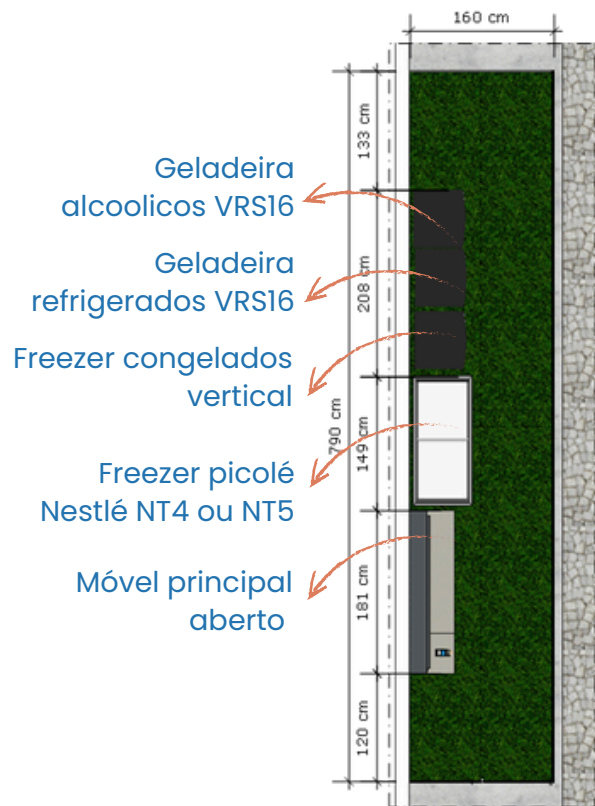 160 cm
133 cm
Geladeira
alcoolicos VRS16
Geladeira
refrigerados VRS16
208 cm
Freezer congelados
vertical
790 cm
149 cm
Freezer picolé
Nestlé NT4 ou NT5
Móvel principal
aberto
181 cm
120 cm